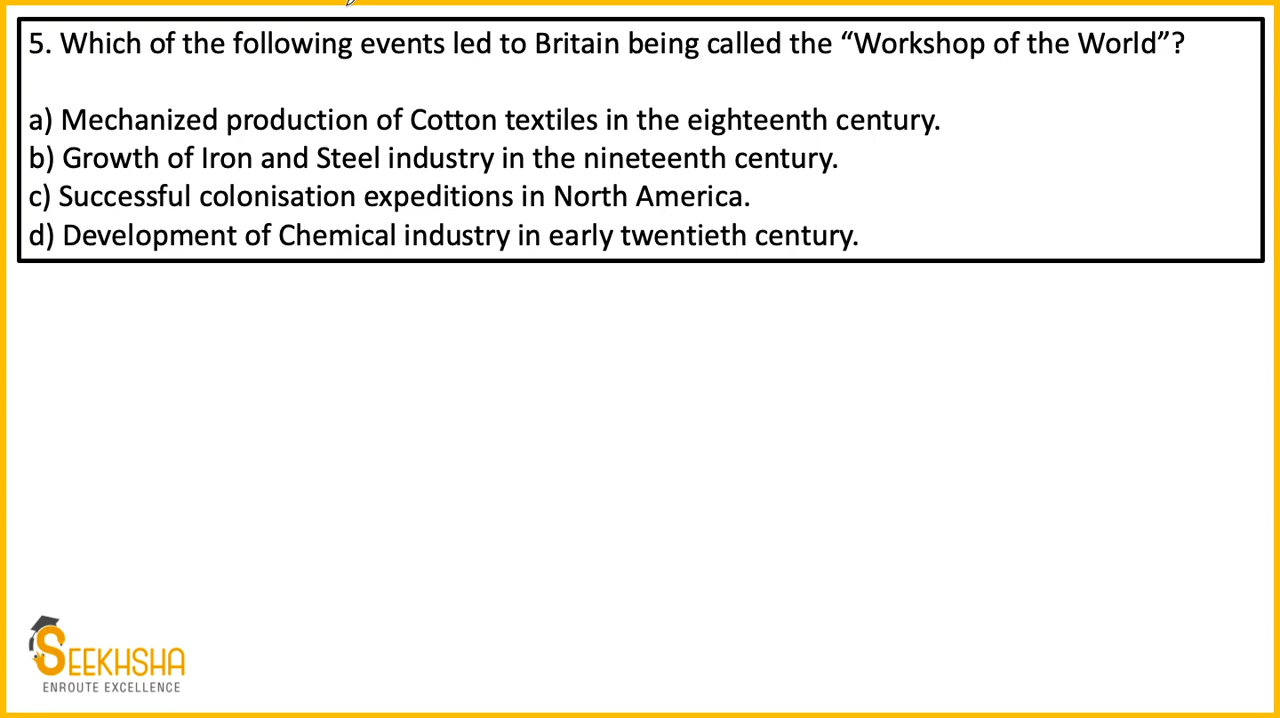 5. Which of the following events led to Britain being called the “Workshop of the World”?
a) Mechanized production of Cotton textiles in the eighteenth century.
b) Growth of Iron and Steel industry in the nineteenth century.
c) Successful colonisation expeditions in North America.
d) Development of Chemical industry in early twentieth century.
SEEKHSHA
ENROUTE EXCELLENCE